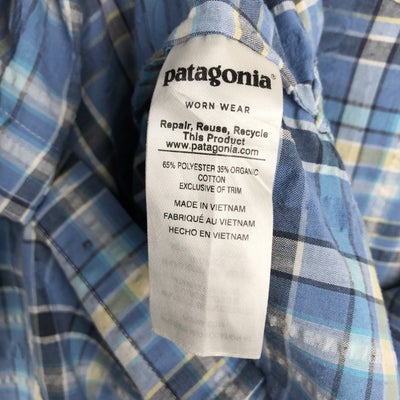 patagonia®
WORN WEAR
Repair, Reuse, Recycle
This Product
www.patagonia.com
65% POLYESTER 35% ORGANIC
COTTON
EXCLUSIVE OF TRIM
MADE IN VIETNAM
FABRIQUÉ AU VIETNAM
HECHO EN VIETNAM